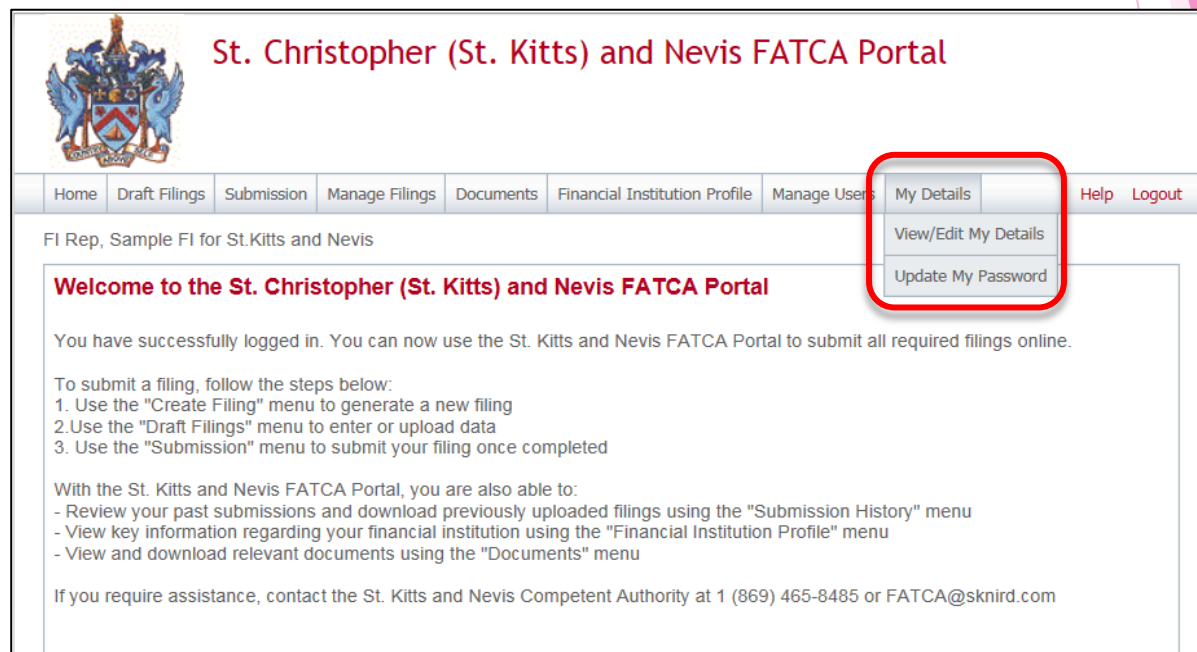 St. Christopher (St. Kitts) and Nevis FATCA Portal
COUNTRY ABOVE SELF
Home Draft Filings Submission Manage Filings Documents Financial Institution Profile Manage Users My Details Help Logout
View/Edit My Details
Update My Password
FI Rep, Sample FI for St.Kitts and Nevis
Welcome to the St. Christopher (St. Kitts) and Nevis FATCA Portal
You have successfully logged in. You can now use the St. Kitts and Nevis FATCA Portal to submit all required filings online.
To submit a filing, follow the steps below:
1. Use the "Create Filing" menu to generate a new filing
2.Use the "Draft Filings" menu to enter or upload data
3. Use the "Submission" menu to submit your filing once completed
With the St. Kitts and Nevis FATCA Portal, you are also able to:
- Review your past submissions and download previously uploaded filings using the "Submission History" menu
- View key information regarding your financial institution using the "Financial Institution Profile" menu
- View and download relevant documents using the "Documents" menu
If you require assistance, contact the St. Kitts and Nevis Competent Authority at 1 (869) 465-8485 or FATCA@sknird.com